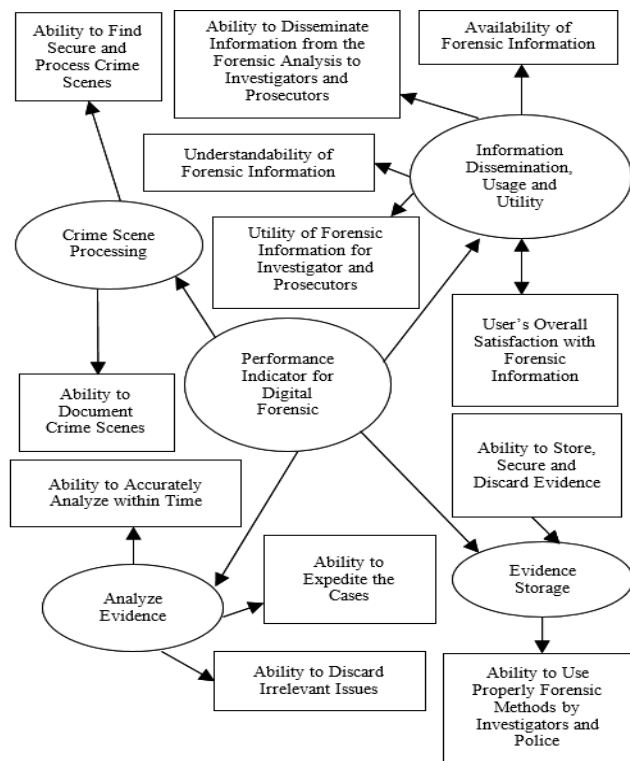 Ability to Find
Secure and
Process Crime
Scenes
Ability to Disseminate
Information from the
Forensic Analysis to
Investigators and
Prosecutors
Availability of
Forensic Information
Understandability of
Forensic Information
Information
Dissemination,
Usage and
Utility
Crime Scene
Processing
Utility of Forensic
Information for
Investigator and
Prosecutors
User's Overall
Satisfaction with
Forensic
Information
Performance
Indicator for
Digital
Forensic
Ability to
Document
Crime Scenes
Ability to Store,
Secure and
Discard Evidence
Ability to Accurately
Analyze within Time
Ability to
Expedite the
Cases
Evidence
Storage
Analyze
Evidence
Ability to Discard
Irrelevant Issues
Ability to Use
Properly Forensic
Methods by
Investigators and
Police